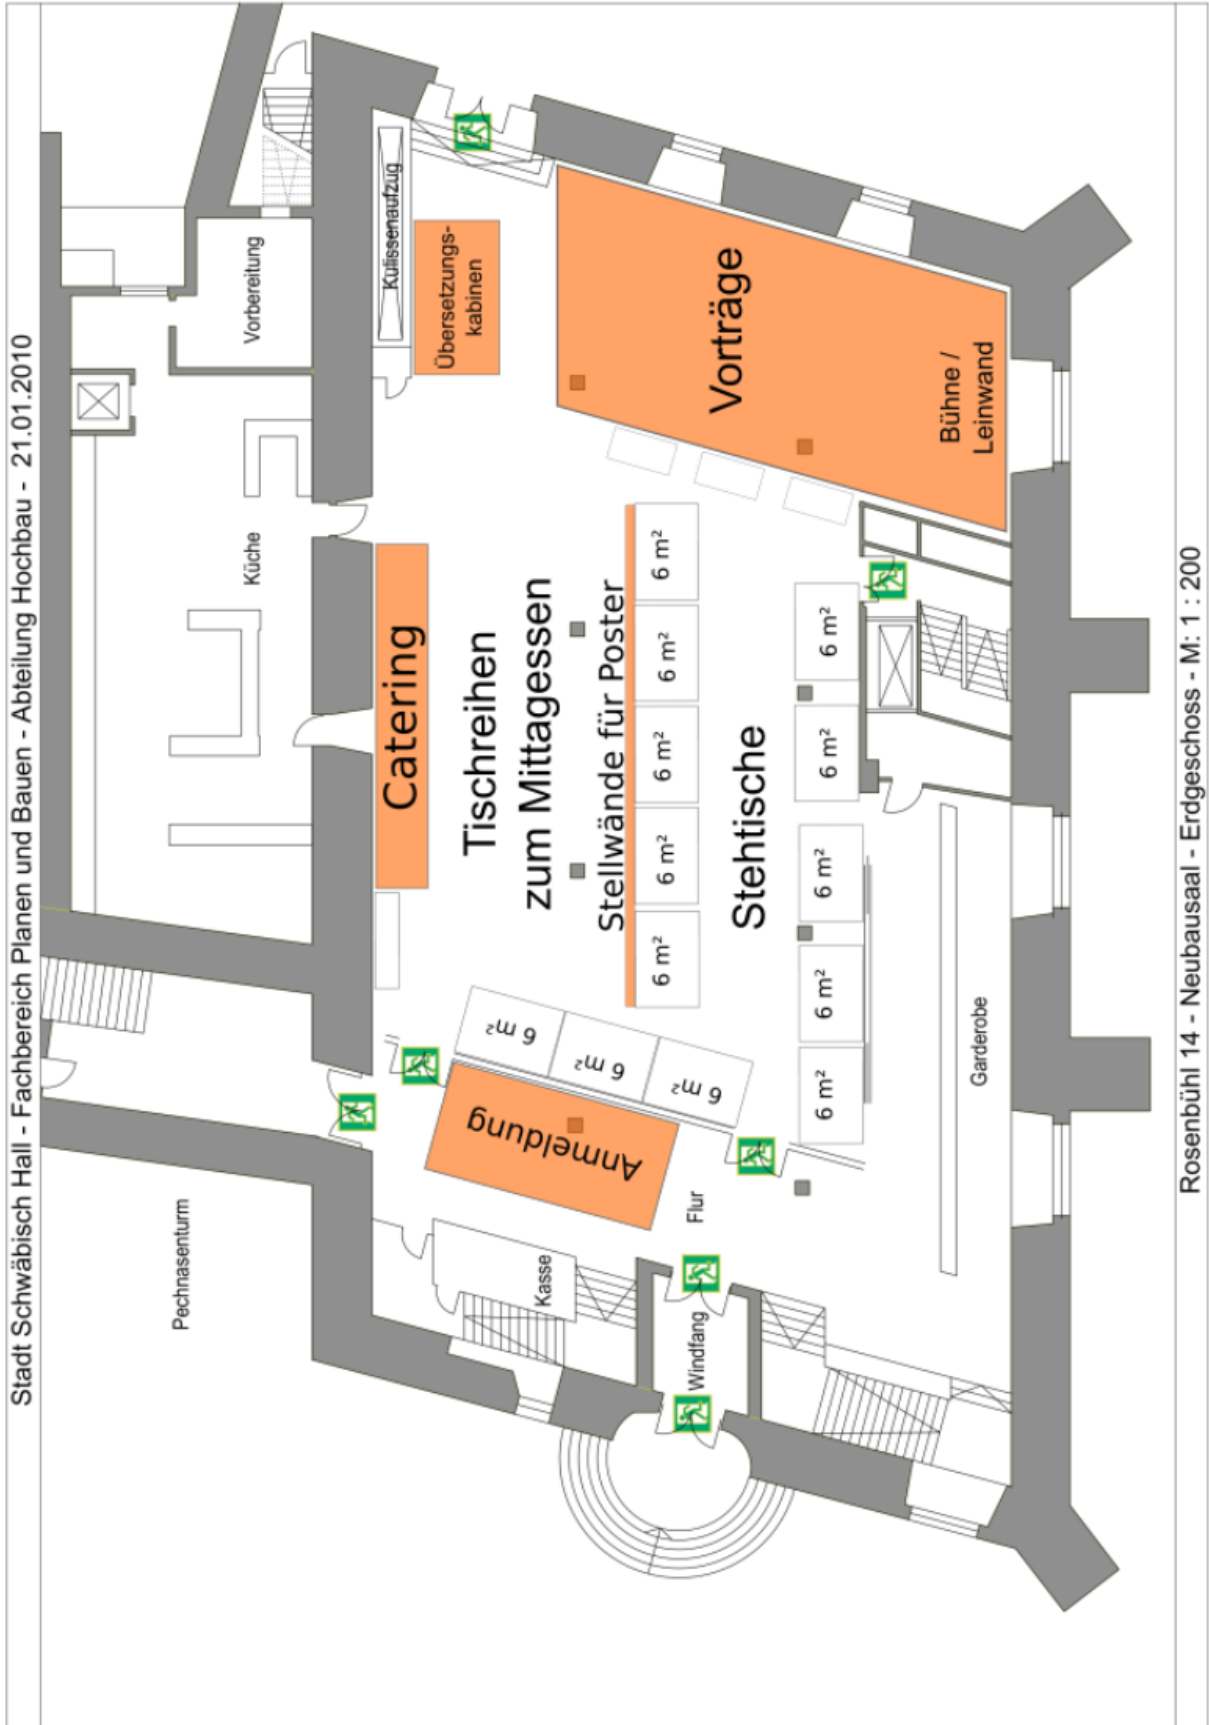 Stadt Schwäbisch Hall - Fachbereich Planen und Bauen - Abteilung Hochbau - 21.01.2010
Pechnasenturm
Küche
Vorbereitung
Kulissenaufzug
Übersetzungs-
kabinen
Catering
Tischreihen
zum Mittagessen
Stellwände für Poster
6 m²
6 m²
6 m²
6 m²
6 m²
Stehtische
6 m²
6 m²
6 m²
6 m²
6 m²
6 m²
6 m²
6 m²
Anmeldung
Kasse
Flur
Windfang
Garderobe
Vorträge
Bühne /
Leinwand
Rosenbühl 14 - Neubausaal - Erdgeschoss - M: 1 : 200